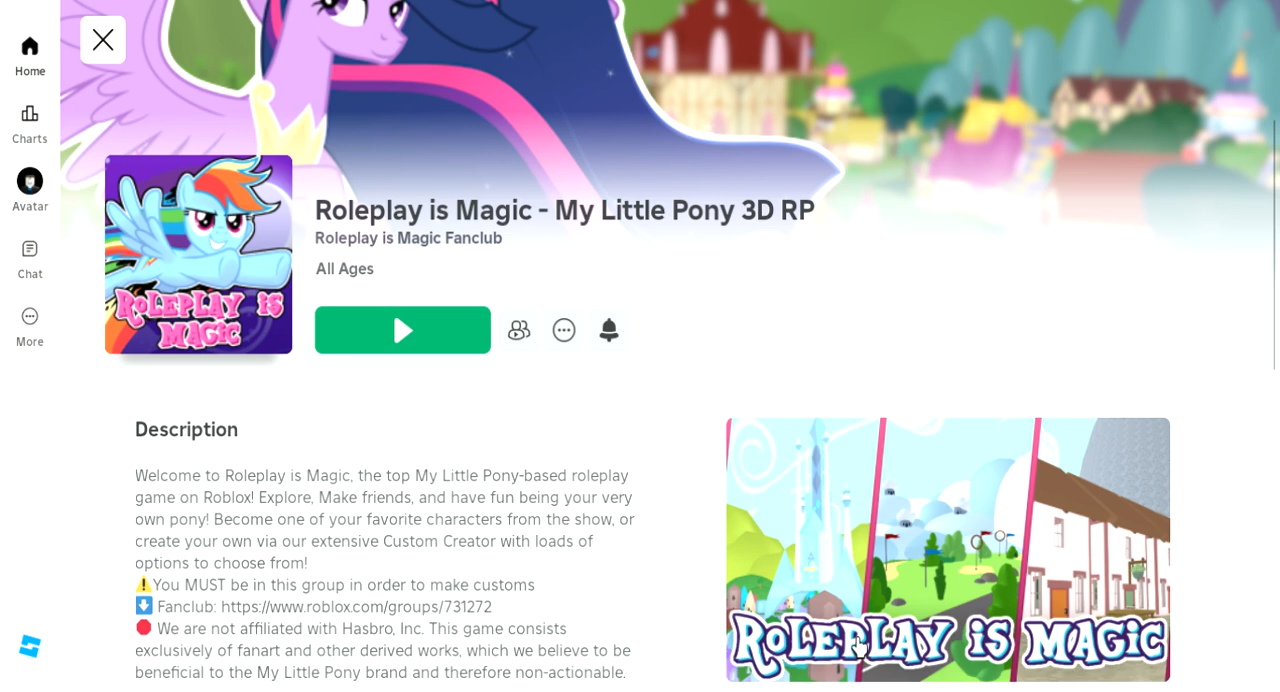 Home
Charts
Avatar
Chat
More
ROLEPLAY IS
MAGIC
Roleplay is Magic - My Little Pony 3D RP
Roleplay is Magic Fanclub
All Ages
Description
Welcome to Roleplay is Magic, the top My Little Pony-based roleplay
game on Roblox! Explore, Make friends, and have fun being your very
own pony! Become one of your favorite characters from the show, or
create your own via our extensive Custom Creator with loads of
options to choose from!
⚠️You MUST be in this group in order to make customs
⬇️ Fanclub: https://www.roblox.com/groups/731272
🛑 We are not affiliated with Hasbro, Inc. This game consists
exclusively of fanart and other derived works, which we believe to be
beneficial to the My Little Pony brand and therefore non-actionable.
ROLEPLAY IS MAGIC